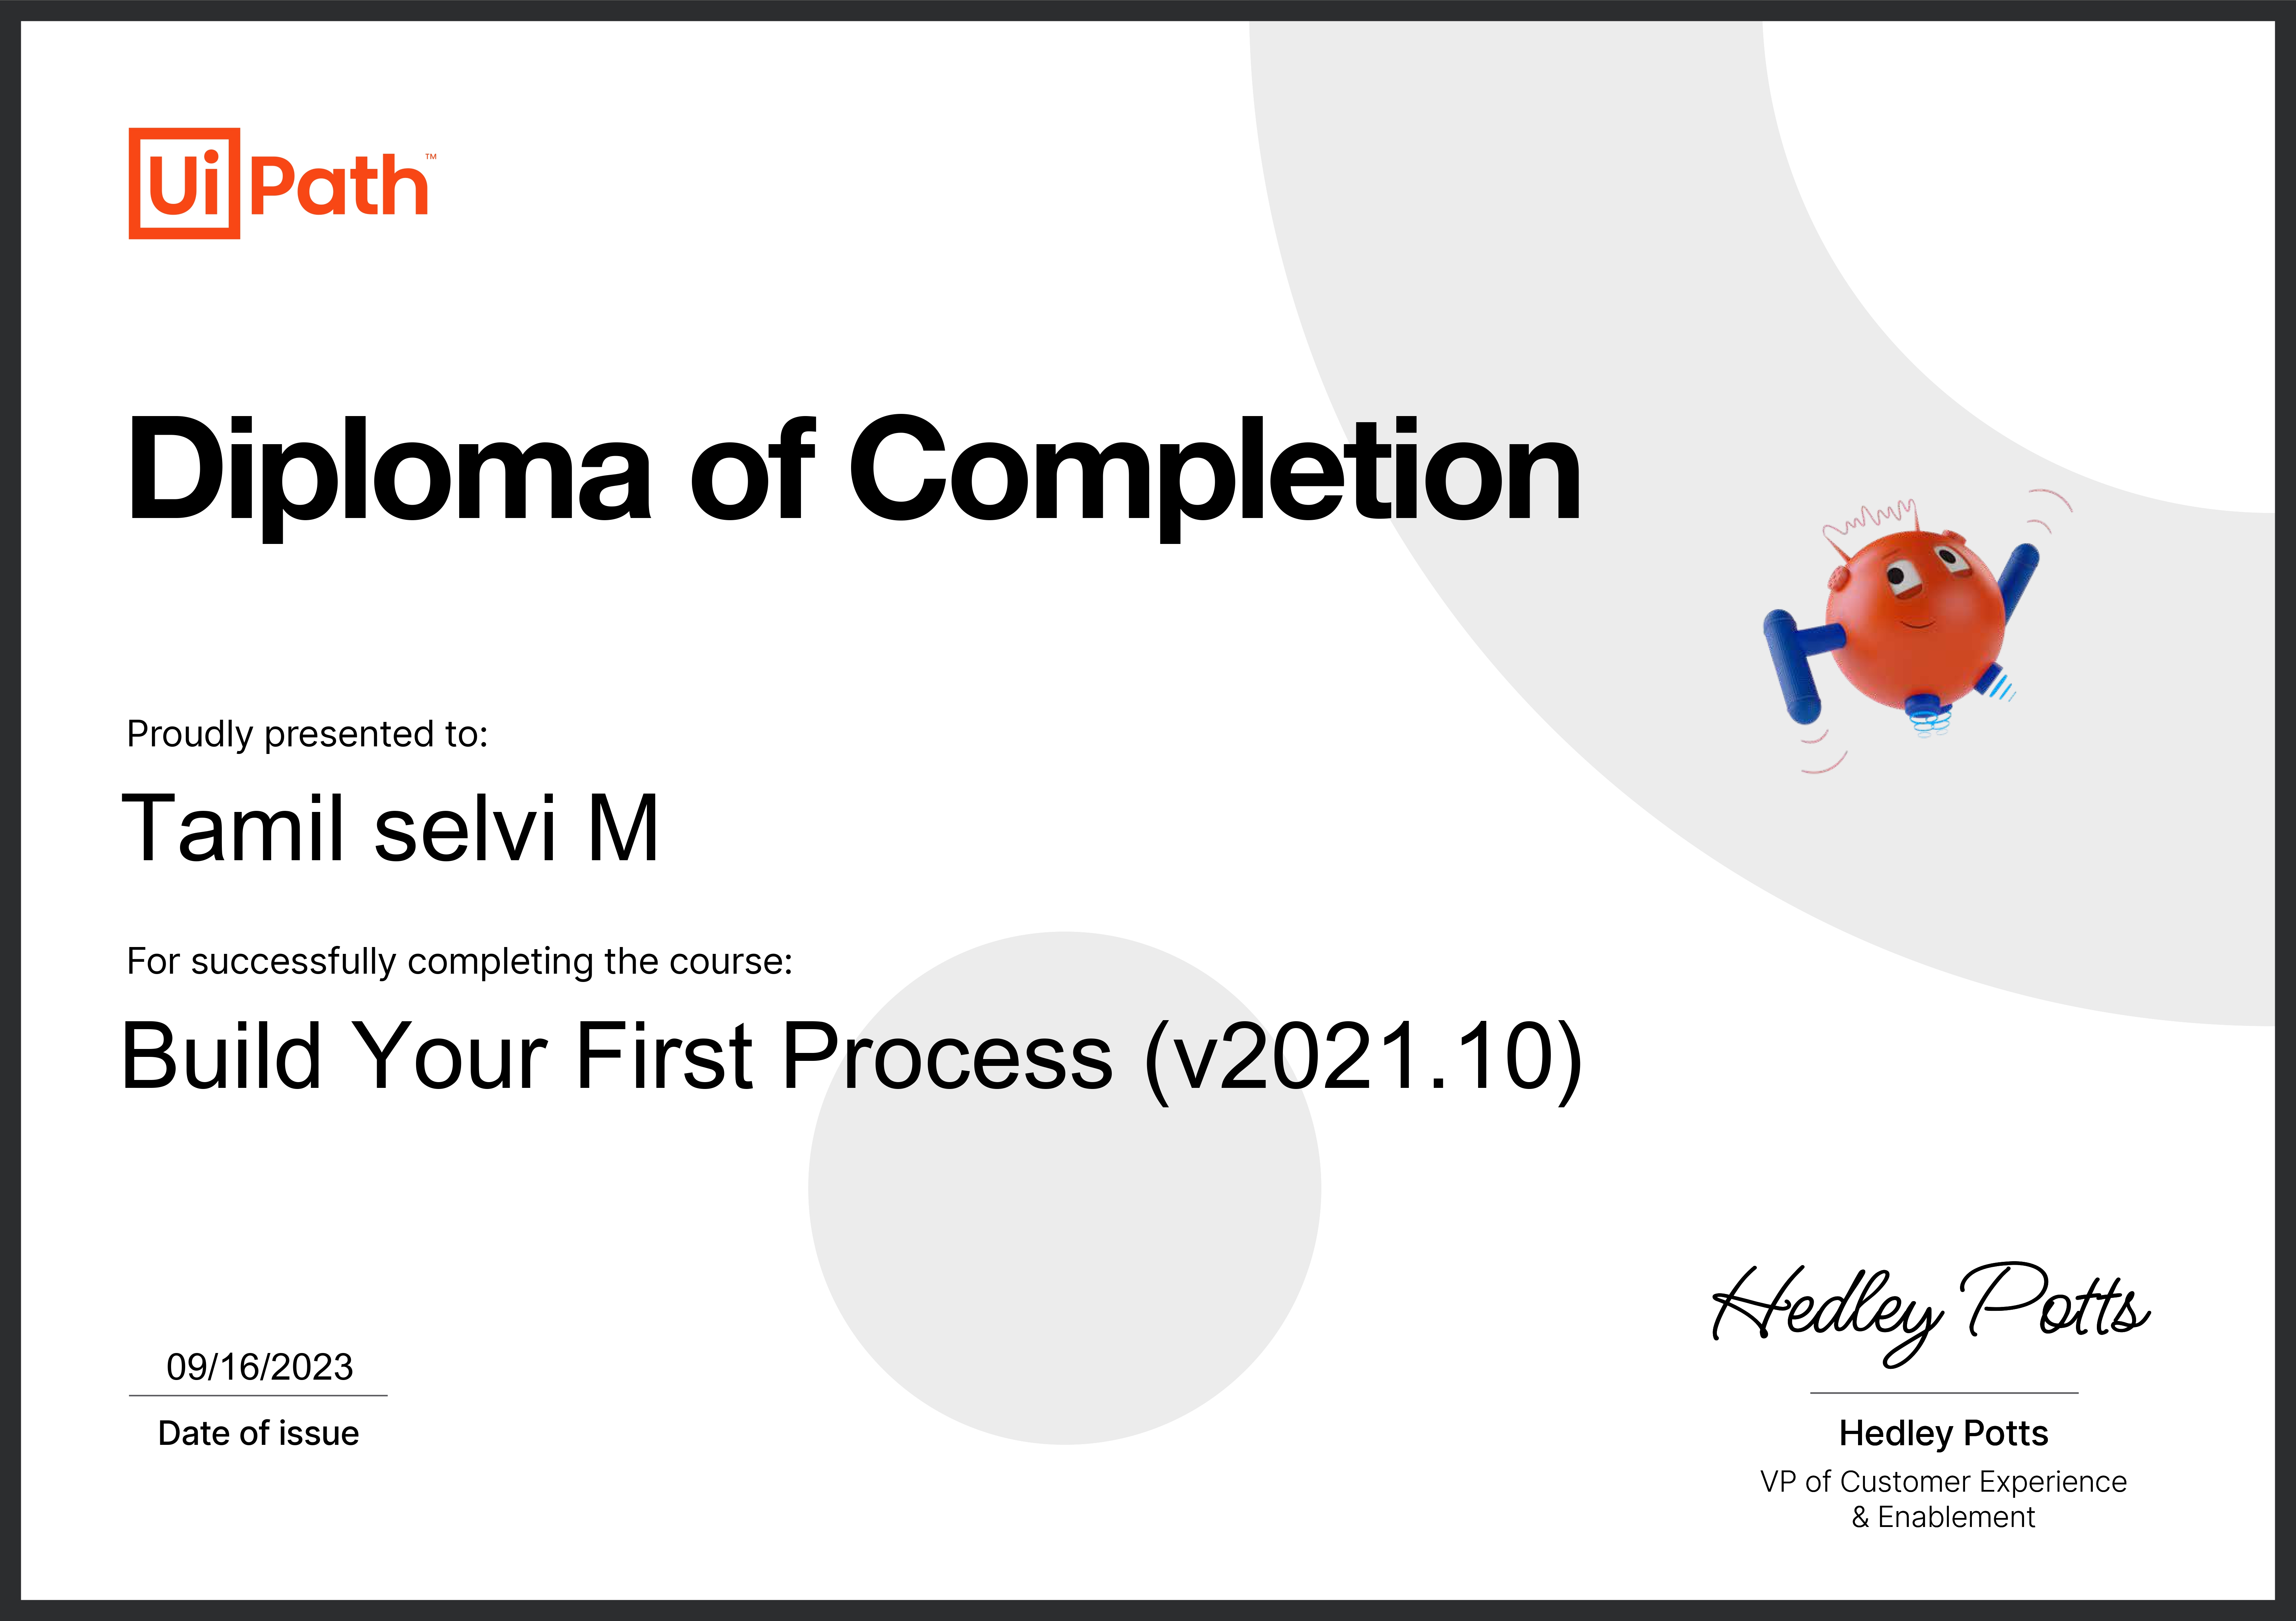 UiPath™
Diploma of Completion
Proudly presented to:
Tamil selvi M
For successfully completing the course:
Build Your First Process (v2021.10)
09/16/2023
Date of issue
Hedley Potts
Hedley Potts
VP of Customer Experience
& Enablement